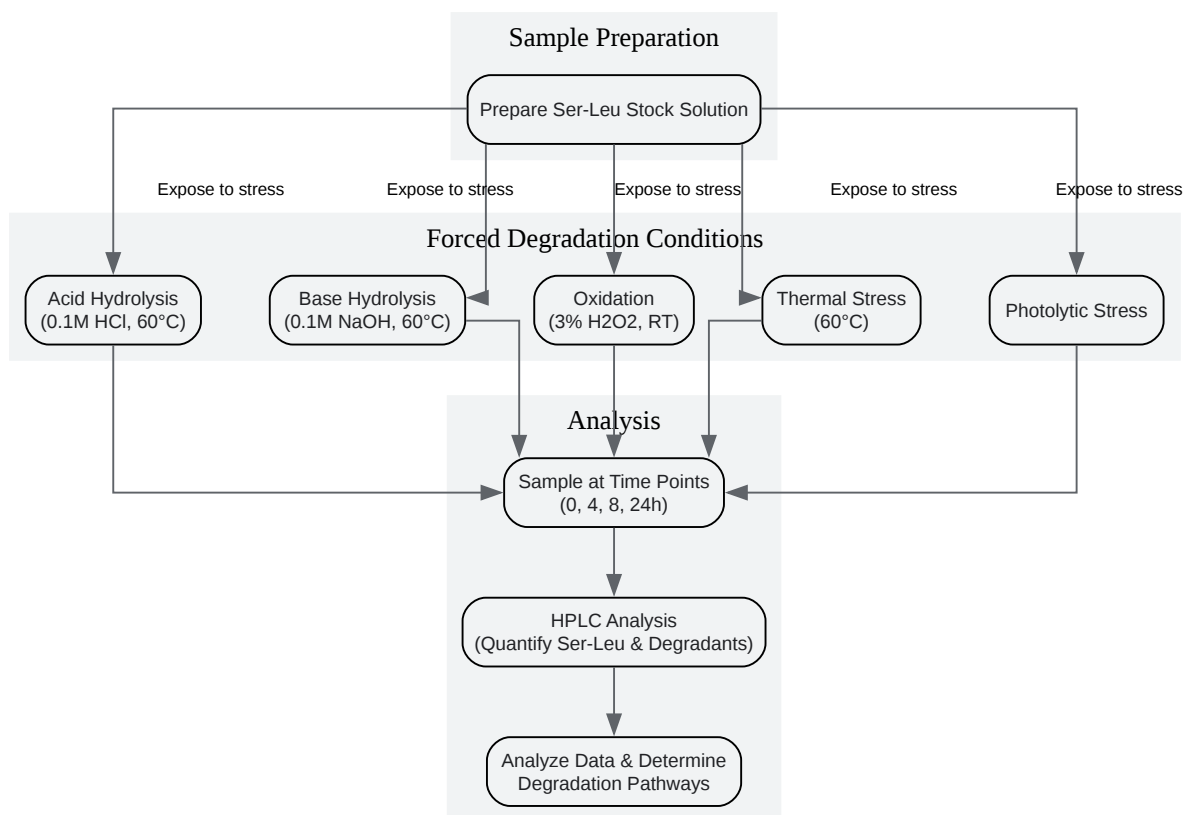 Sample Preparation
Prepare Ser-Leu Stock Solution
Expose to stress
Expose to stress
Expose to stress
Expose to stress
Expose to stress
Forced Degradation Conditions
Acid Hydrolysis
(0.1M HCl, 60°C)
Base Hydrolysis
(0.1M NaOH, 60°C)
Oxidation
(3% H2O2, RT)
Thermal Stress
(60°C)
Photolytic Stress
Analysis
Sample at Time Points
(0, 4, 8, 24h)
HPLC Analysis
(Quantify Ser-Leu & Degradants)
Analyze Data & Determine
Degradation Pathways